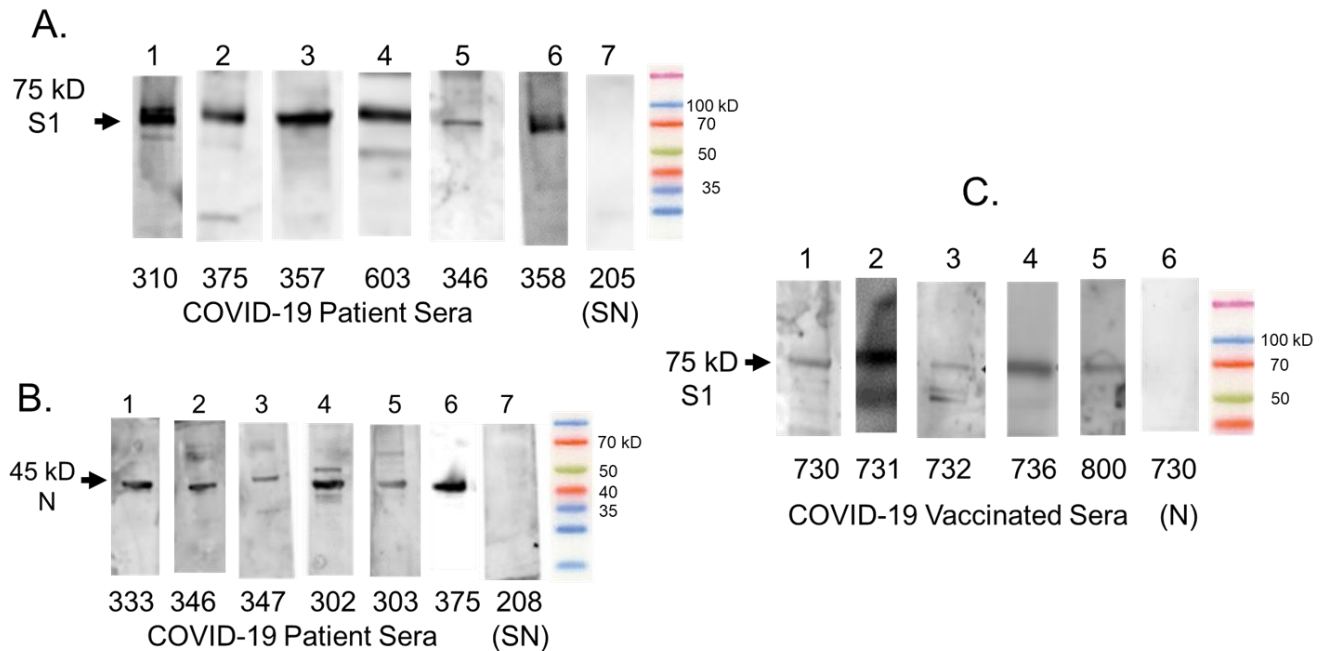 A.
1 2 3 4 5 6 7
75 kD
S1
100 kD
70
50
35
310 375 357 603 346 358 205
COVID-19 Patient Sera (SN)
B.
1 2 3 4 5 6 7
45 kD
N
70 kD
50
40
35
333 346 347 302 303 375 208
COVID-19 Patient Sera (SN)
C.
1 2 3 4 5 6
75 kD
S1
100 kD
70
50
730 731 732 736 800 730
COVID-19 Vaccinated Sera (N)